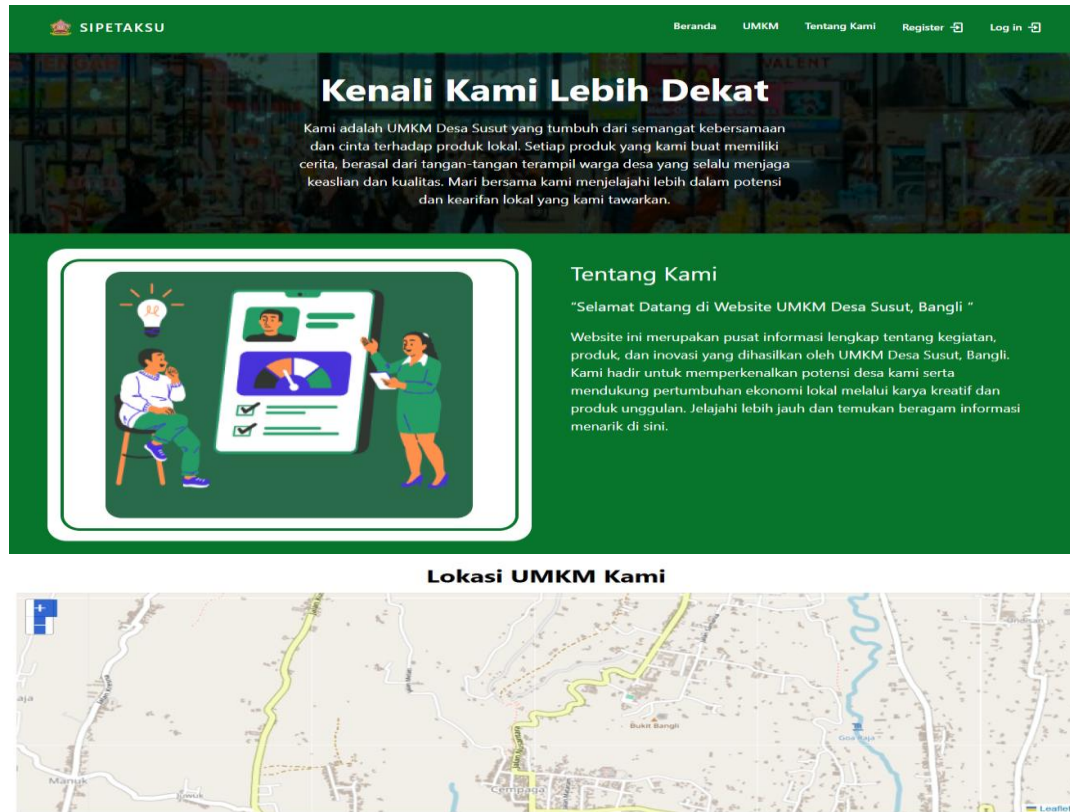 SIPETAKSU
Beranda UMKM Tentang Kami Register Log in
Kenali Kami Lebih Dekat
Kami adalah UMKM Desa Susut yang tumbuh dari semangat kebersamaan
dan cinta terhadap produk lokal. Setiap produk yang kami buat memiliki
cerita, berasal dari tangan-tangan terampil warga desa yang selalu menjaga
keaslian dan kualitas. Mari bersama kami menjelajahi lebih dalam potensi
dan kearifan lokal yang kami tawarkan.
Tentang Kami
“Selamat Datang di Website UMKM Desa Susut, Bangli “
Website ini merupakan pusat informasi lengkap tentang kegiatan,
produk, dan inovasi yang dihasilkan oleh UMKM Desa Susut, Bangli.
Kami hadir untuk memperkenalkan potensi desa kami serta
mendukung pertumbuhan ekonomi lokal melalui karya kreatif dan
produk unggulan. Jelajahi lebih jauh dan temukan beragam informasi
menarik di sini.
Lokasi UMKM Kami
+
−
Bukit Bangli
Goa Raja
Manuk
Cempaga
Leaflet